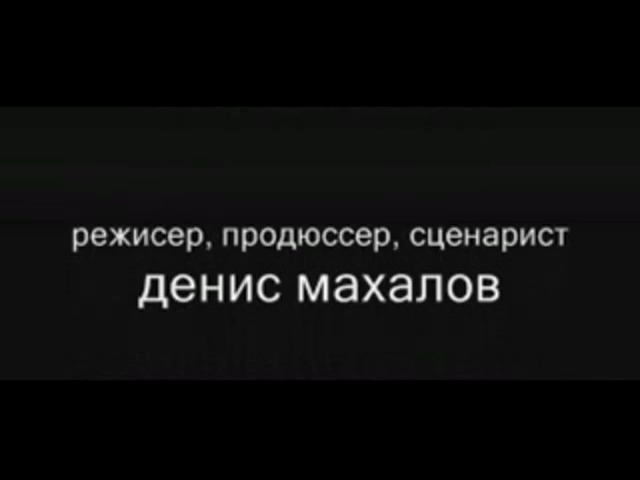 режисер, продюссер, сценарист
денис махалов